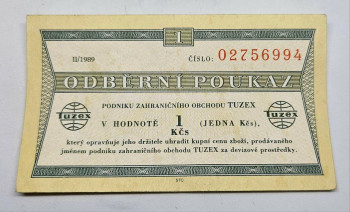 1
II/1989 ČÍSLO: 02756994
ODBĚRNÍ POUKAZ
PODNIKU ZAHRANIČNÍHO OBCHODU TUZEX
Tuzex V HODNOTĚ 1 (JEDNA Kčs), Tuzex
Kčs
který opravňuje jeho držitele uhradit kupní cenu zboží, prodávaného
jménem podniku zahraničního obchodu TUZEX za devizové prostředky.